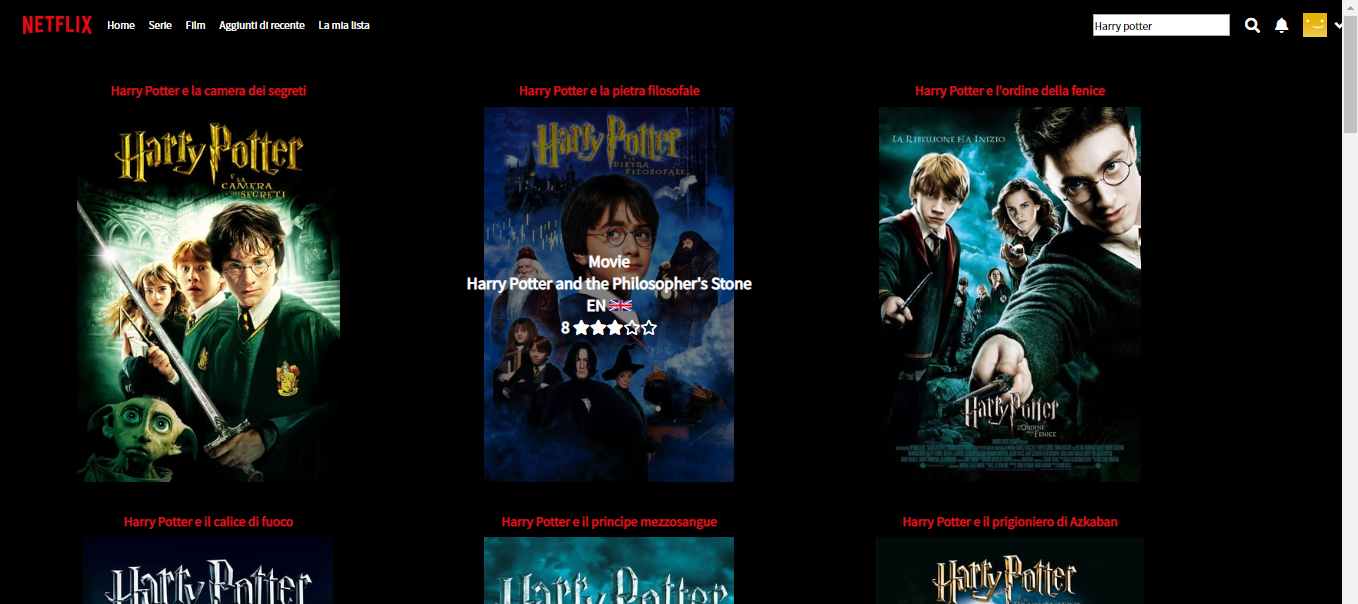 NETFLIX Home Serie Film Aggiunti di recente La mia lista Harry potter
Harry Potter e la camera dei segreti
Harry Potter e la pietra filosofale
Harry Potter e l'ordine della fenice
Harry Potter
E LA
CAMERA
DEI
SEGRETI
Harry Potter
E LA
PIETRA
FILOSOFALE
Movie
Harry Potter and the Philosopher's Stone
EN
8
LA RIBELLIONE HA INIZIO
Harry Potter
E L'ORDINE
DELLA FENICE
Harry Potter e il calice di fuoco
Harry Potter e il principe mezzosangue
Harry Potter e il prigioniero di Azkaban
Harry Potter
Harry Potter
Harry Potter